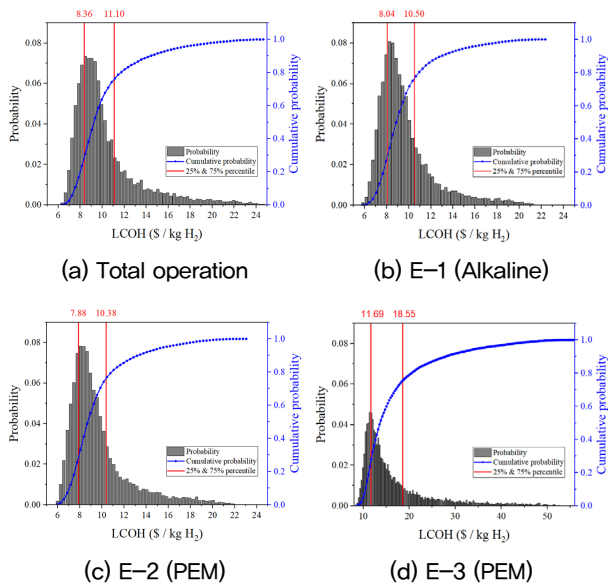 8.36 11.10
0.08
0.06
0.04
0.02
0.00
Probability
1.0
0.8
0.6
0.4
0.2
0.0
Cumulative probability
Probability
Cumulative probability
25% & 75% percentile
6 8 10 12 14 16 18 20 22 24
LCOH ($ / kg H₂)
(a) Total operation
8.04 10.50
0.08
0.06
0.04
0.02
0.00
Probability
1.0
0.8
0.6
0.4
0.2
0.0
Cumulative probability
Probability
Cumulative probability
25% & 75% percentile
6 8 10 12 14 16 18 20 22 24
LCOH ($ / kg H₂)
(b) E-1 (Alkaline)
7.88 10.38
0.08
0.06
0.04
0.02
0.00
Probability
1.0
0.8
0.6
0.4
0.2
0.0
Cumulative probability
Probability
Cumulative probability
25% & 75% percentile
6 8 10 12 14 16 18 20 22 24
LCOH ($ / kg H₂)
(c) E-2 (PEM)
11.69 18.55
0.08
0.06
0.04
0.02
0.00
Probability
1.0
0.8
0.6
0.4
0.2
0.0
Cumulative probability
Probability
Cumulative probability
25% & 75% percentile
10 20 30 40 50
LCOH ($ / kg H₂)
(d) E-3 (PEM)